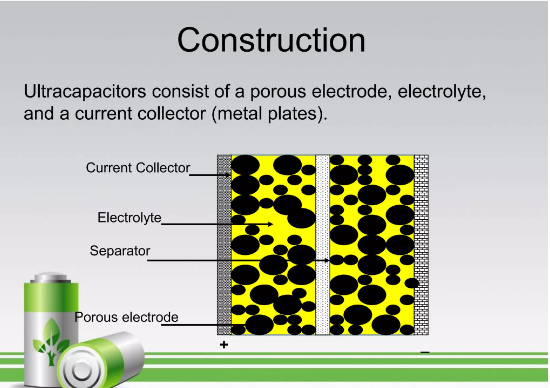 Construction
Ultracapacitors consist of a porous electrode, electrolyte,
and a current collector (metal plates).
Current Collector
Electrolyte
Separator
Porous electrode
+
–